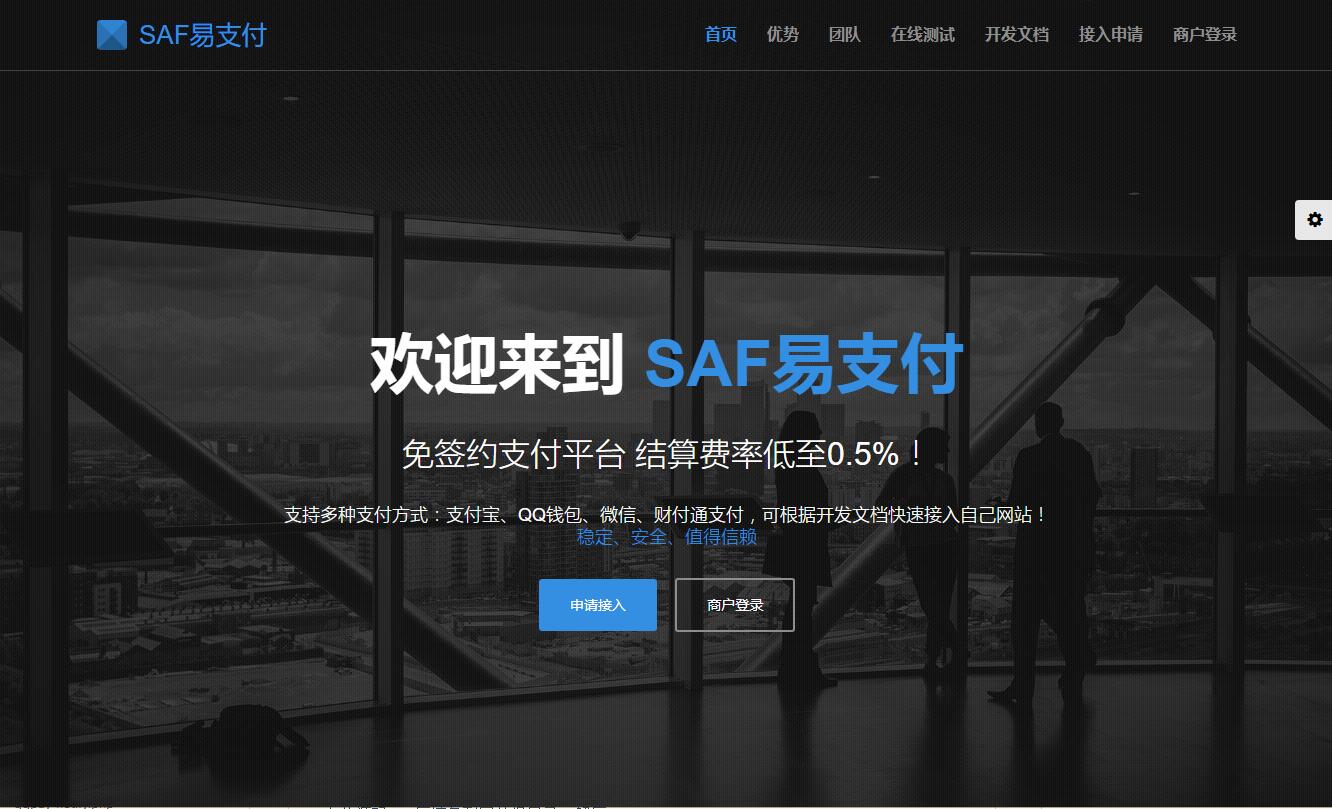 SAF易支付
首页 优势 团队 在线测试 开发文档 接入申请 商户登录
欢迎来到 SAF易支付
免签约支付平台 结算费率低至0.5%！
支持多种支付方式：支付宝、QQ钱包、微信、财付通支付，可根据开发文档快速接入自己网站！
稳定、安全、值得信赖
申请接入 商户登录